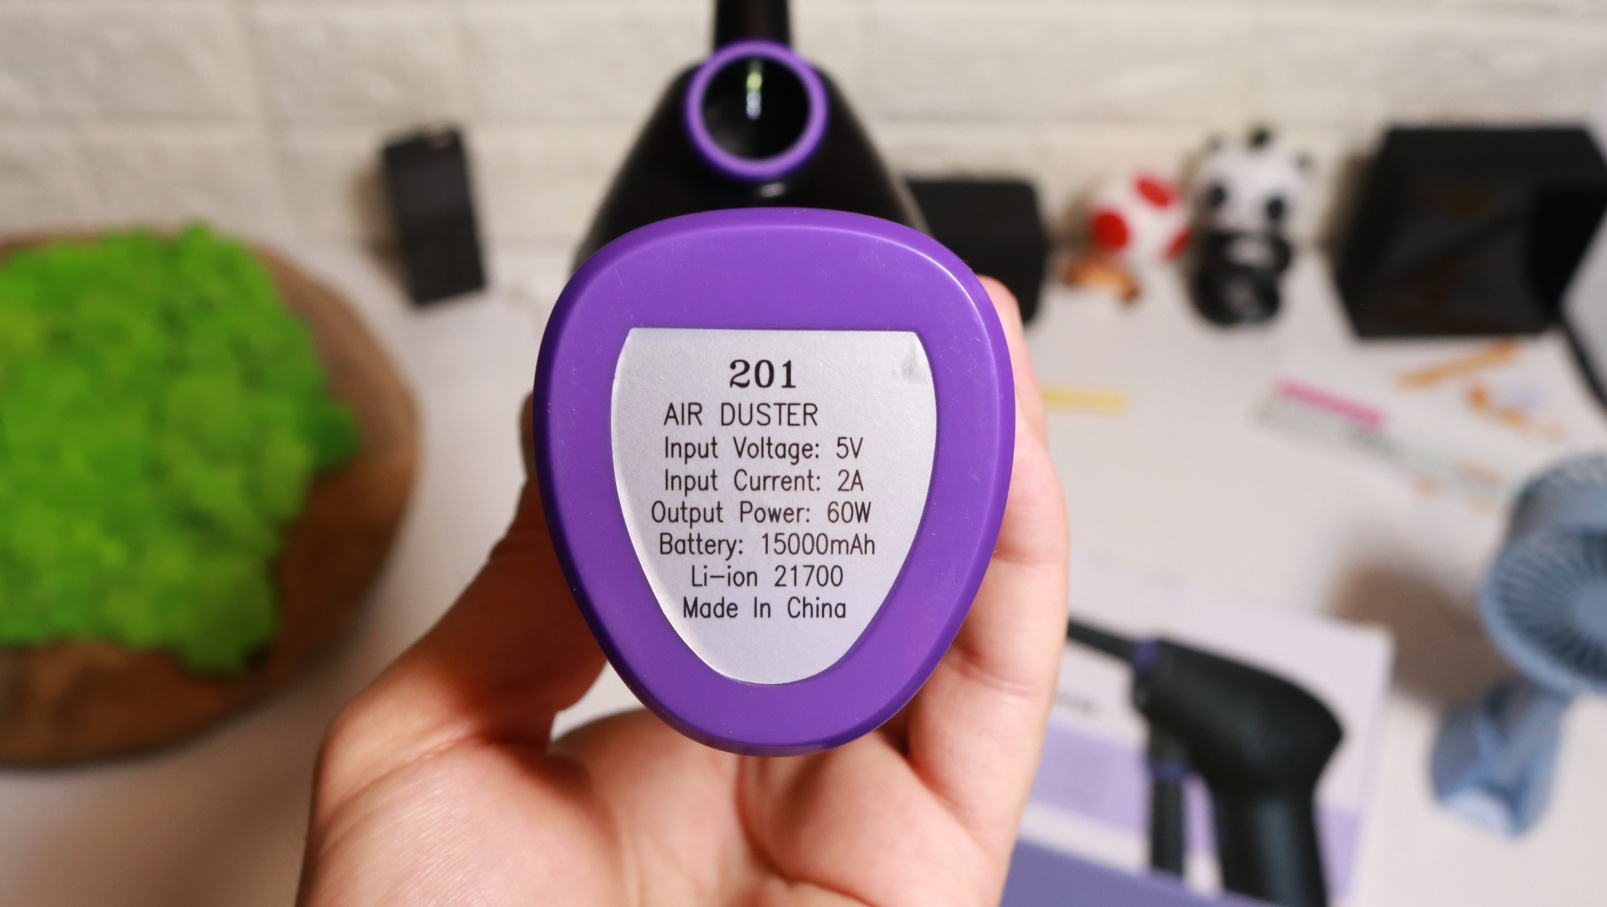 201
AIR DUSTER
Input Voltage: 5V
Input Current: 2A
Output Power: 60W
Battery: 15000mAh
Li-ion 21700
Made In China